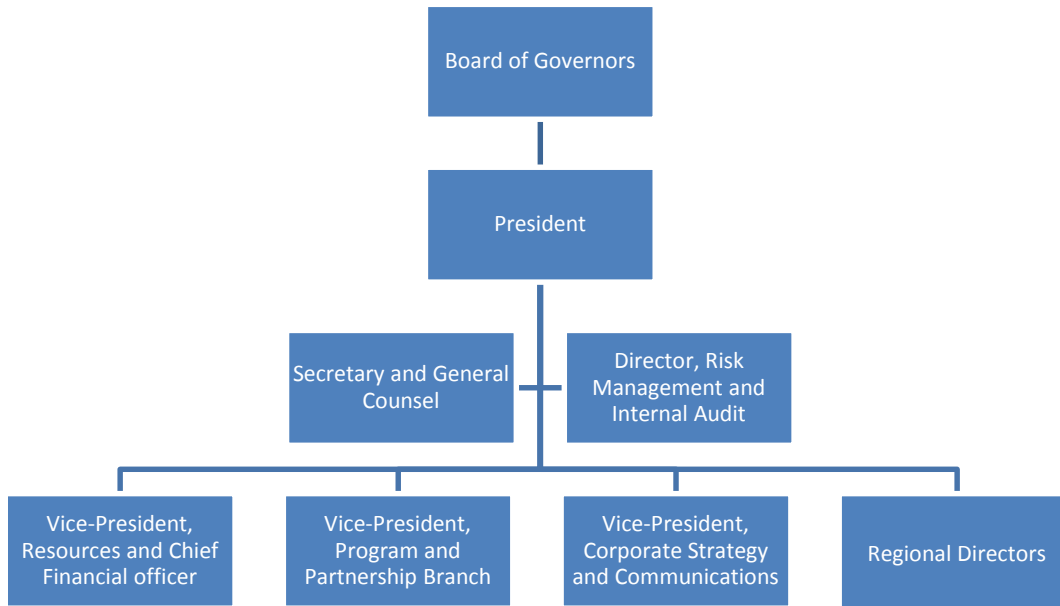 Board of Governors
President
Secretary and General
Counsel
Director, Risk
Management and
Internal Audit
Vice-President,
Resources and Chief
Financial officer
Vice-President,
Program and
Partnership Branch
Vice-President,
Corporate Strategy
and Communications
Regional Directors